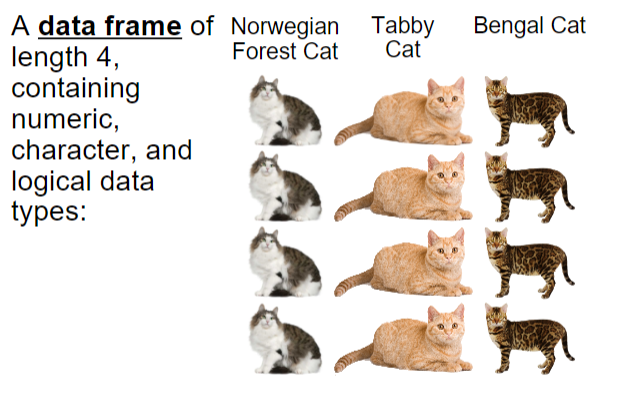 A data frame of
length 4,
containing
numeric,
character, and
logical data
types:
Norwegian
Forest Cat
Tabby
Cat
Bengal Cat